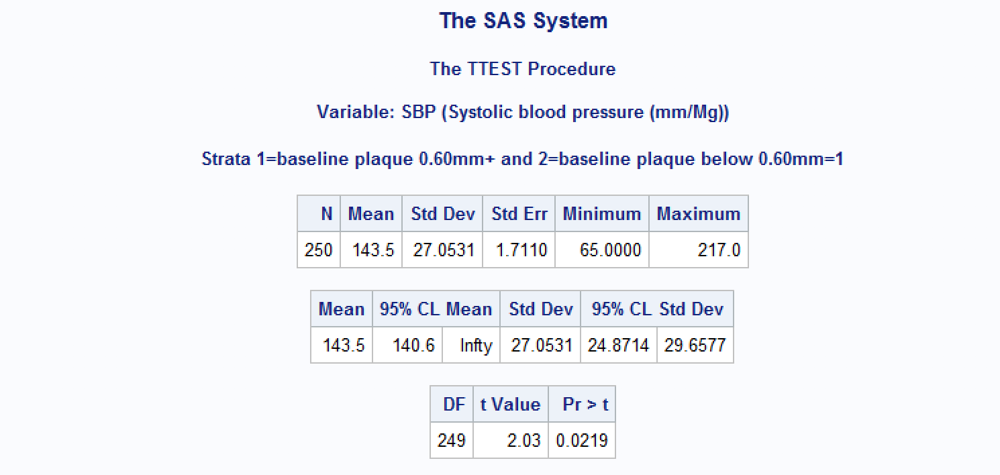 The SAS System
The TTEST Procedure
Variable: SBP (Systolic blood pressure (mm/Mg))
Strata 1=baseline plaque 0.60mm+ and 2=baseline plaque below 0.60mm=1
N Mean Std Dev Std Err Minimum Maximum
250 143.5 27.0531 1.7110 65.0000 217.0
Mean 95% CL Mean Std Dev 95% CL Std Dev
143.5 140.6 Infty 27.0531 24.8714 29.6577
DF t Value Pr > t
249 2.03 0.0219